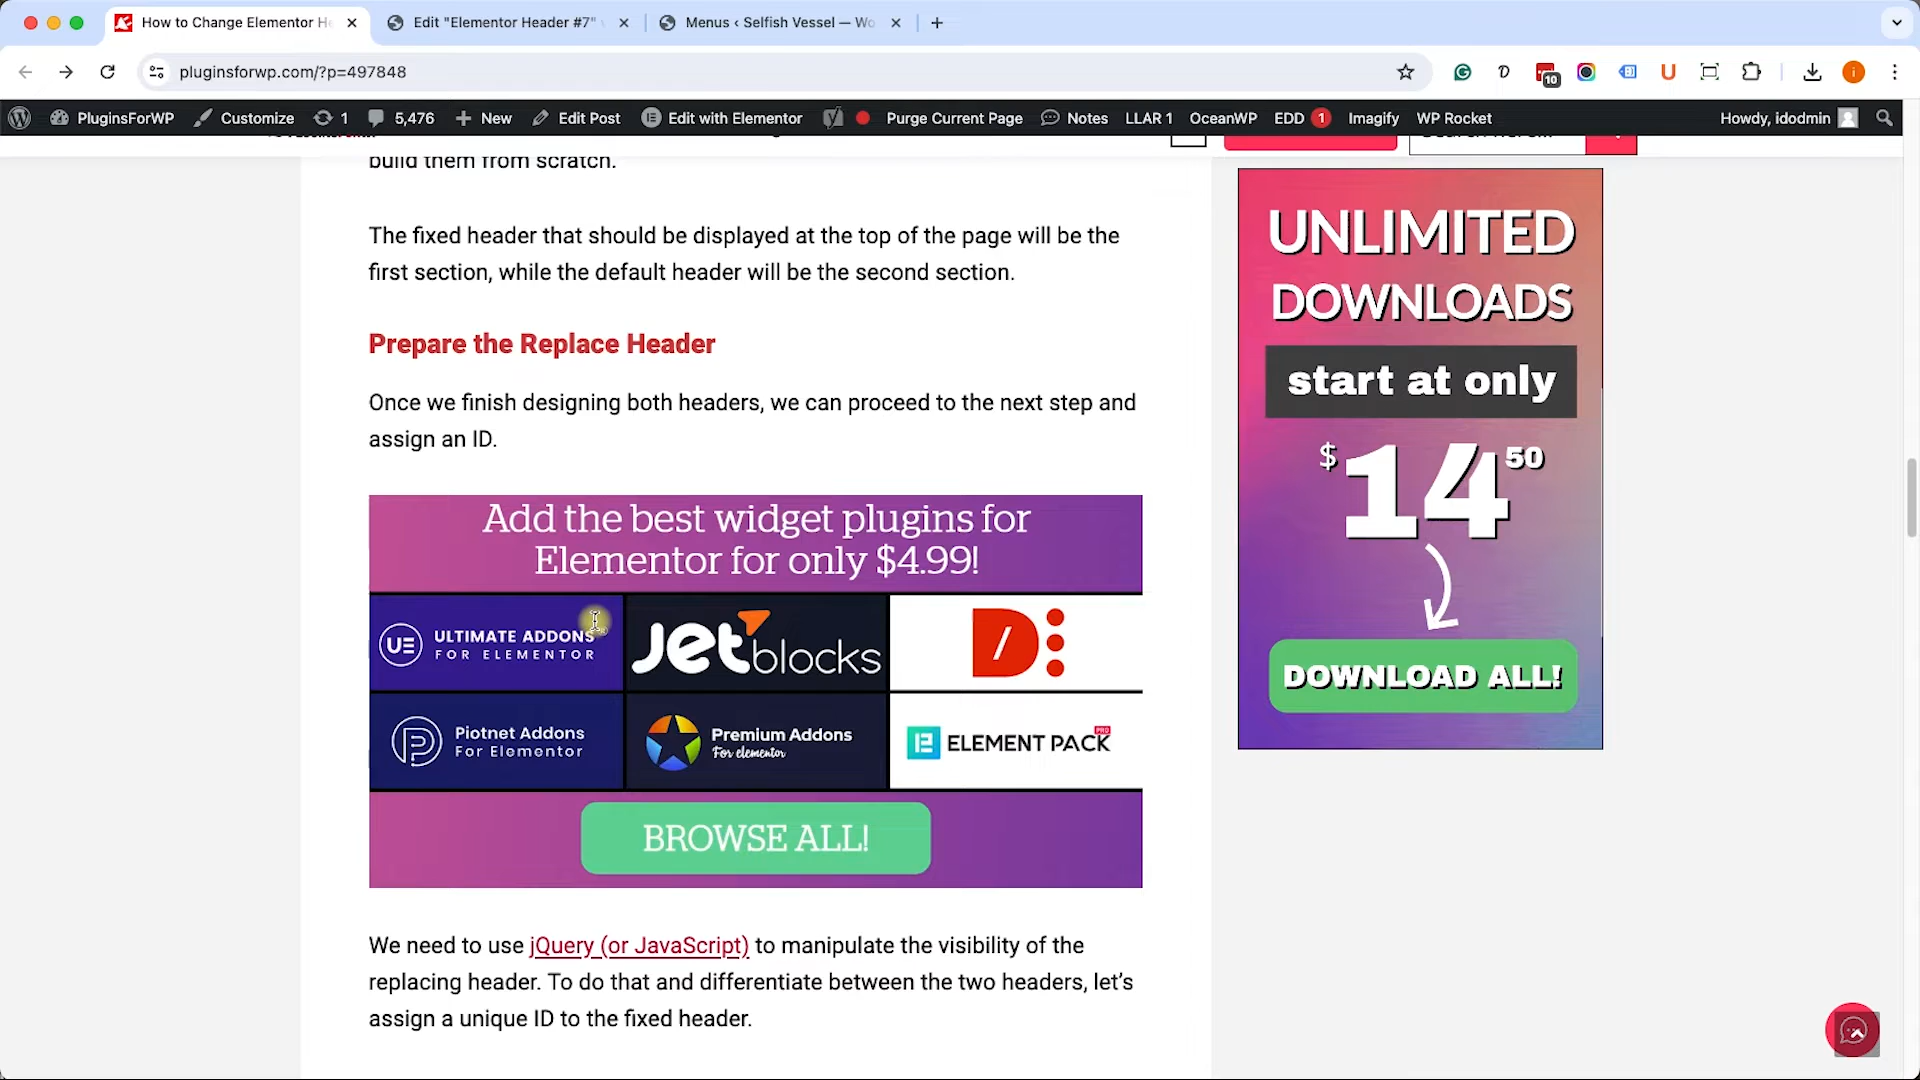 How to Change Elementor He
Edit "Elementor Header #7"
Menus ‹ Selfish Vessel — Wo
pluginsforwp.com/?p=497848
10
i
PluginsForWP
Customize
1
5,476
New
Edit Post
Edit with Elementor
Purge Current Page
Notes
LLAR 1
OceanWP
EDD 1
Imagify
WP Rocket
Howdy, idodmin
build them from scratch.
The fixed header that should be displayed at the top of the page will be the
first section, while the default header will be the second section.
Prepare the Replace Header
Once we finish designing both headers, we can proceed to the next step and
assign an ID.
Add the best widget plugins for
Elementor for only $4.99!
UE ULTIMATE ADDONS
FOR ELEMENTOR
Jetblocks
Piotnet Addons
For Elementor
Premium Addons
For elementor
ELEMENT PACK PRO
BROWSE ALL!
We need to use jQuery (or JavaScript) to manipulate the visibility of the
replacing header. To do that and differentiate between the two headers, let's
assign a unique ID to the fixed header.
UNLIMITED
DOWNLOADS
start at only
$14.50
DOWNLOAD ALL!